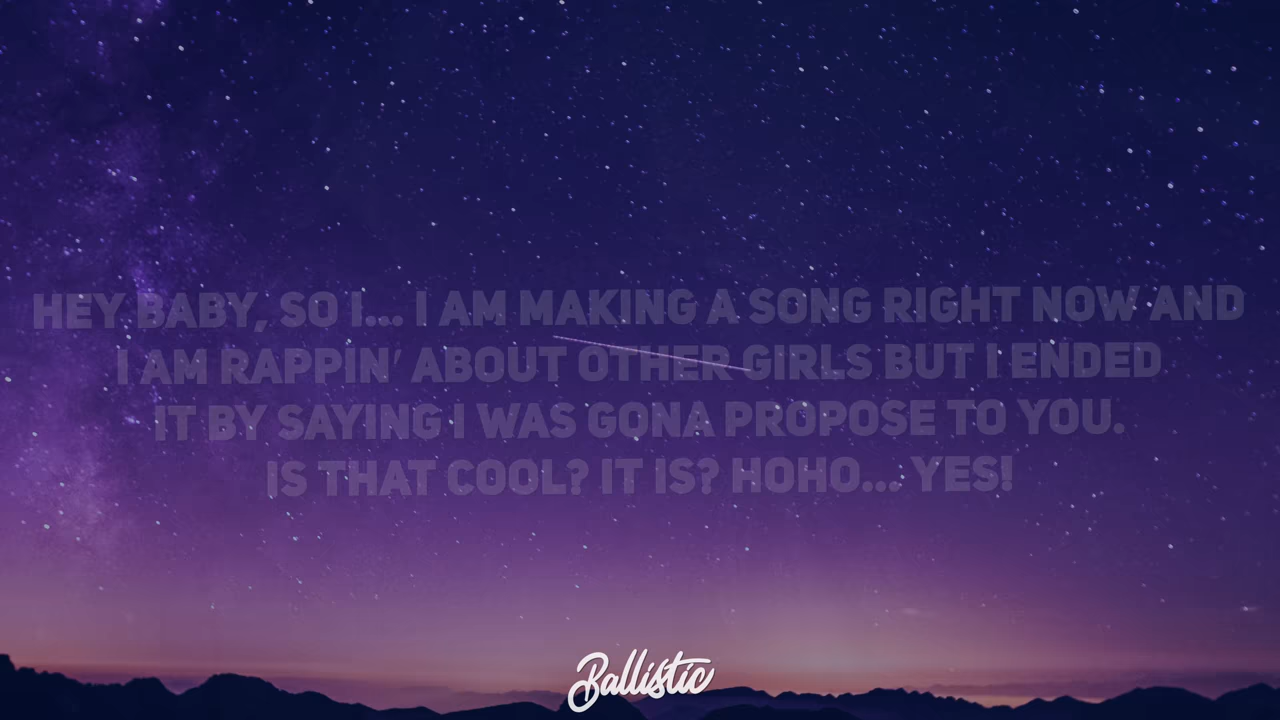 HEY BABY, SO I... I AM MAKING A SONG RIGHT NOW AND
I AM RAPPIN' ABOUT OTHER GIRLS BUT I ENDED
IT BY SAYING I WAS GONA PROPOSE TO YOU.
IS THAT COOL? IT IS? HOHO... YES!
Ballistic